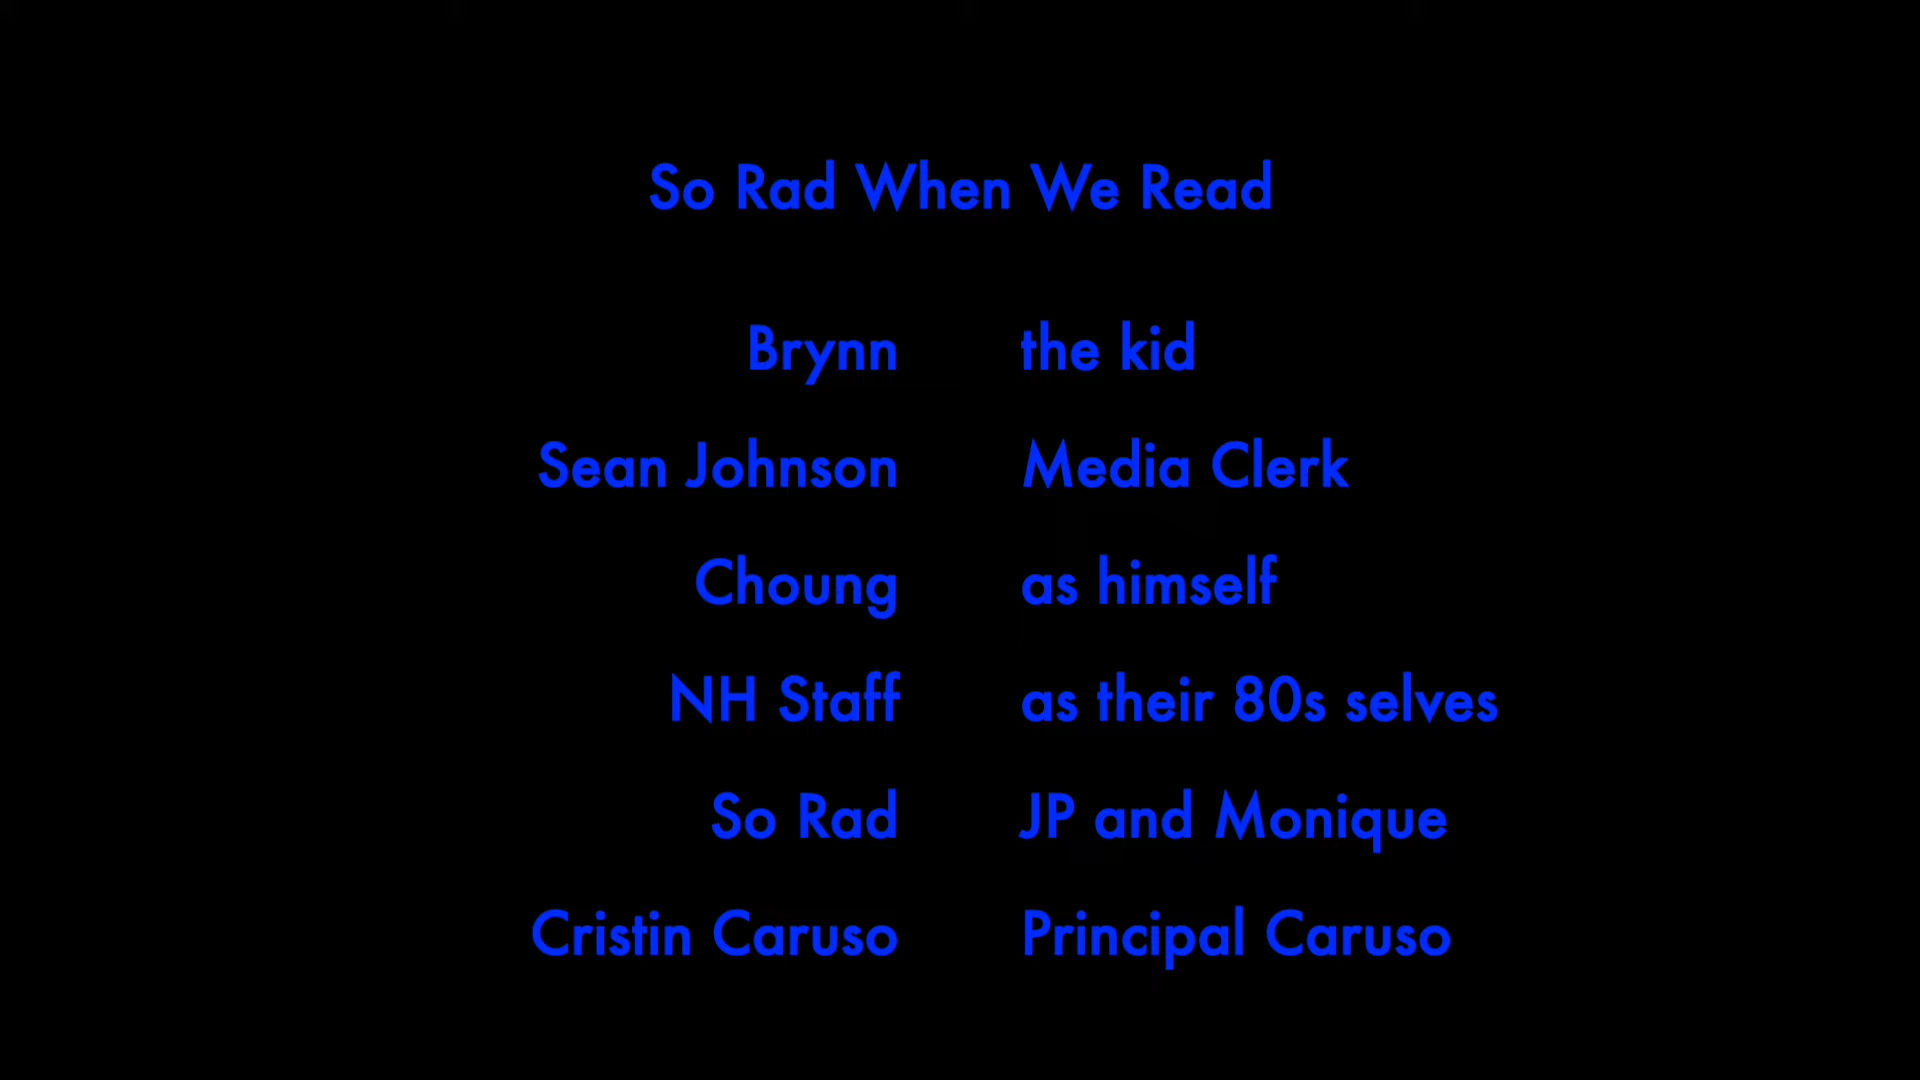 So Rad When We Read
Brynn the kid
Sean Johnson Media Clerk
Choung as himself
NH Staff as their 80s selves
So Rad JP and Monique
Cristin Caruso Principal Caruso